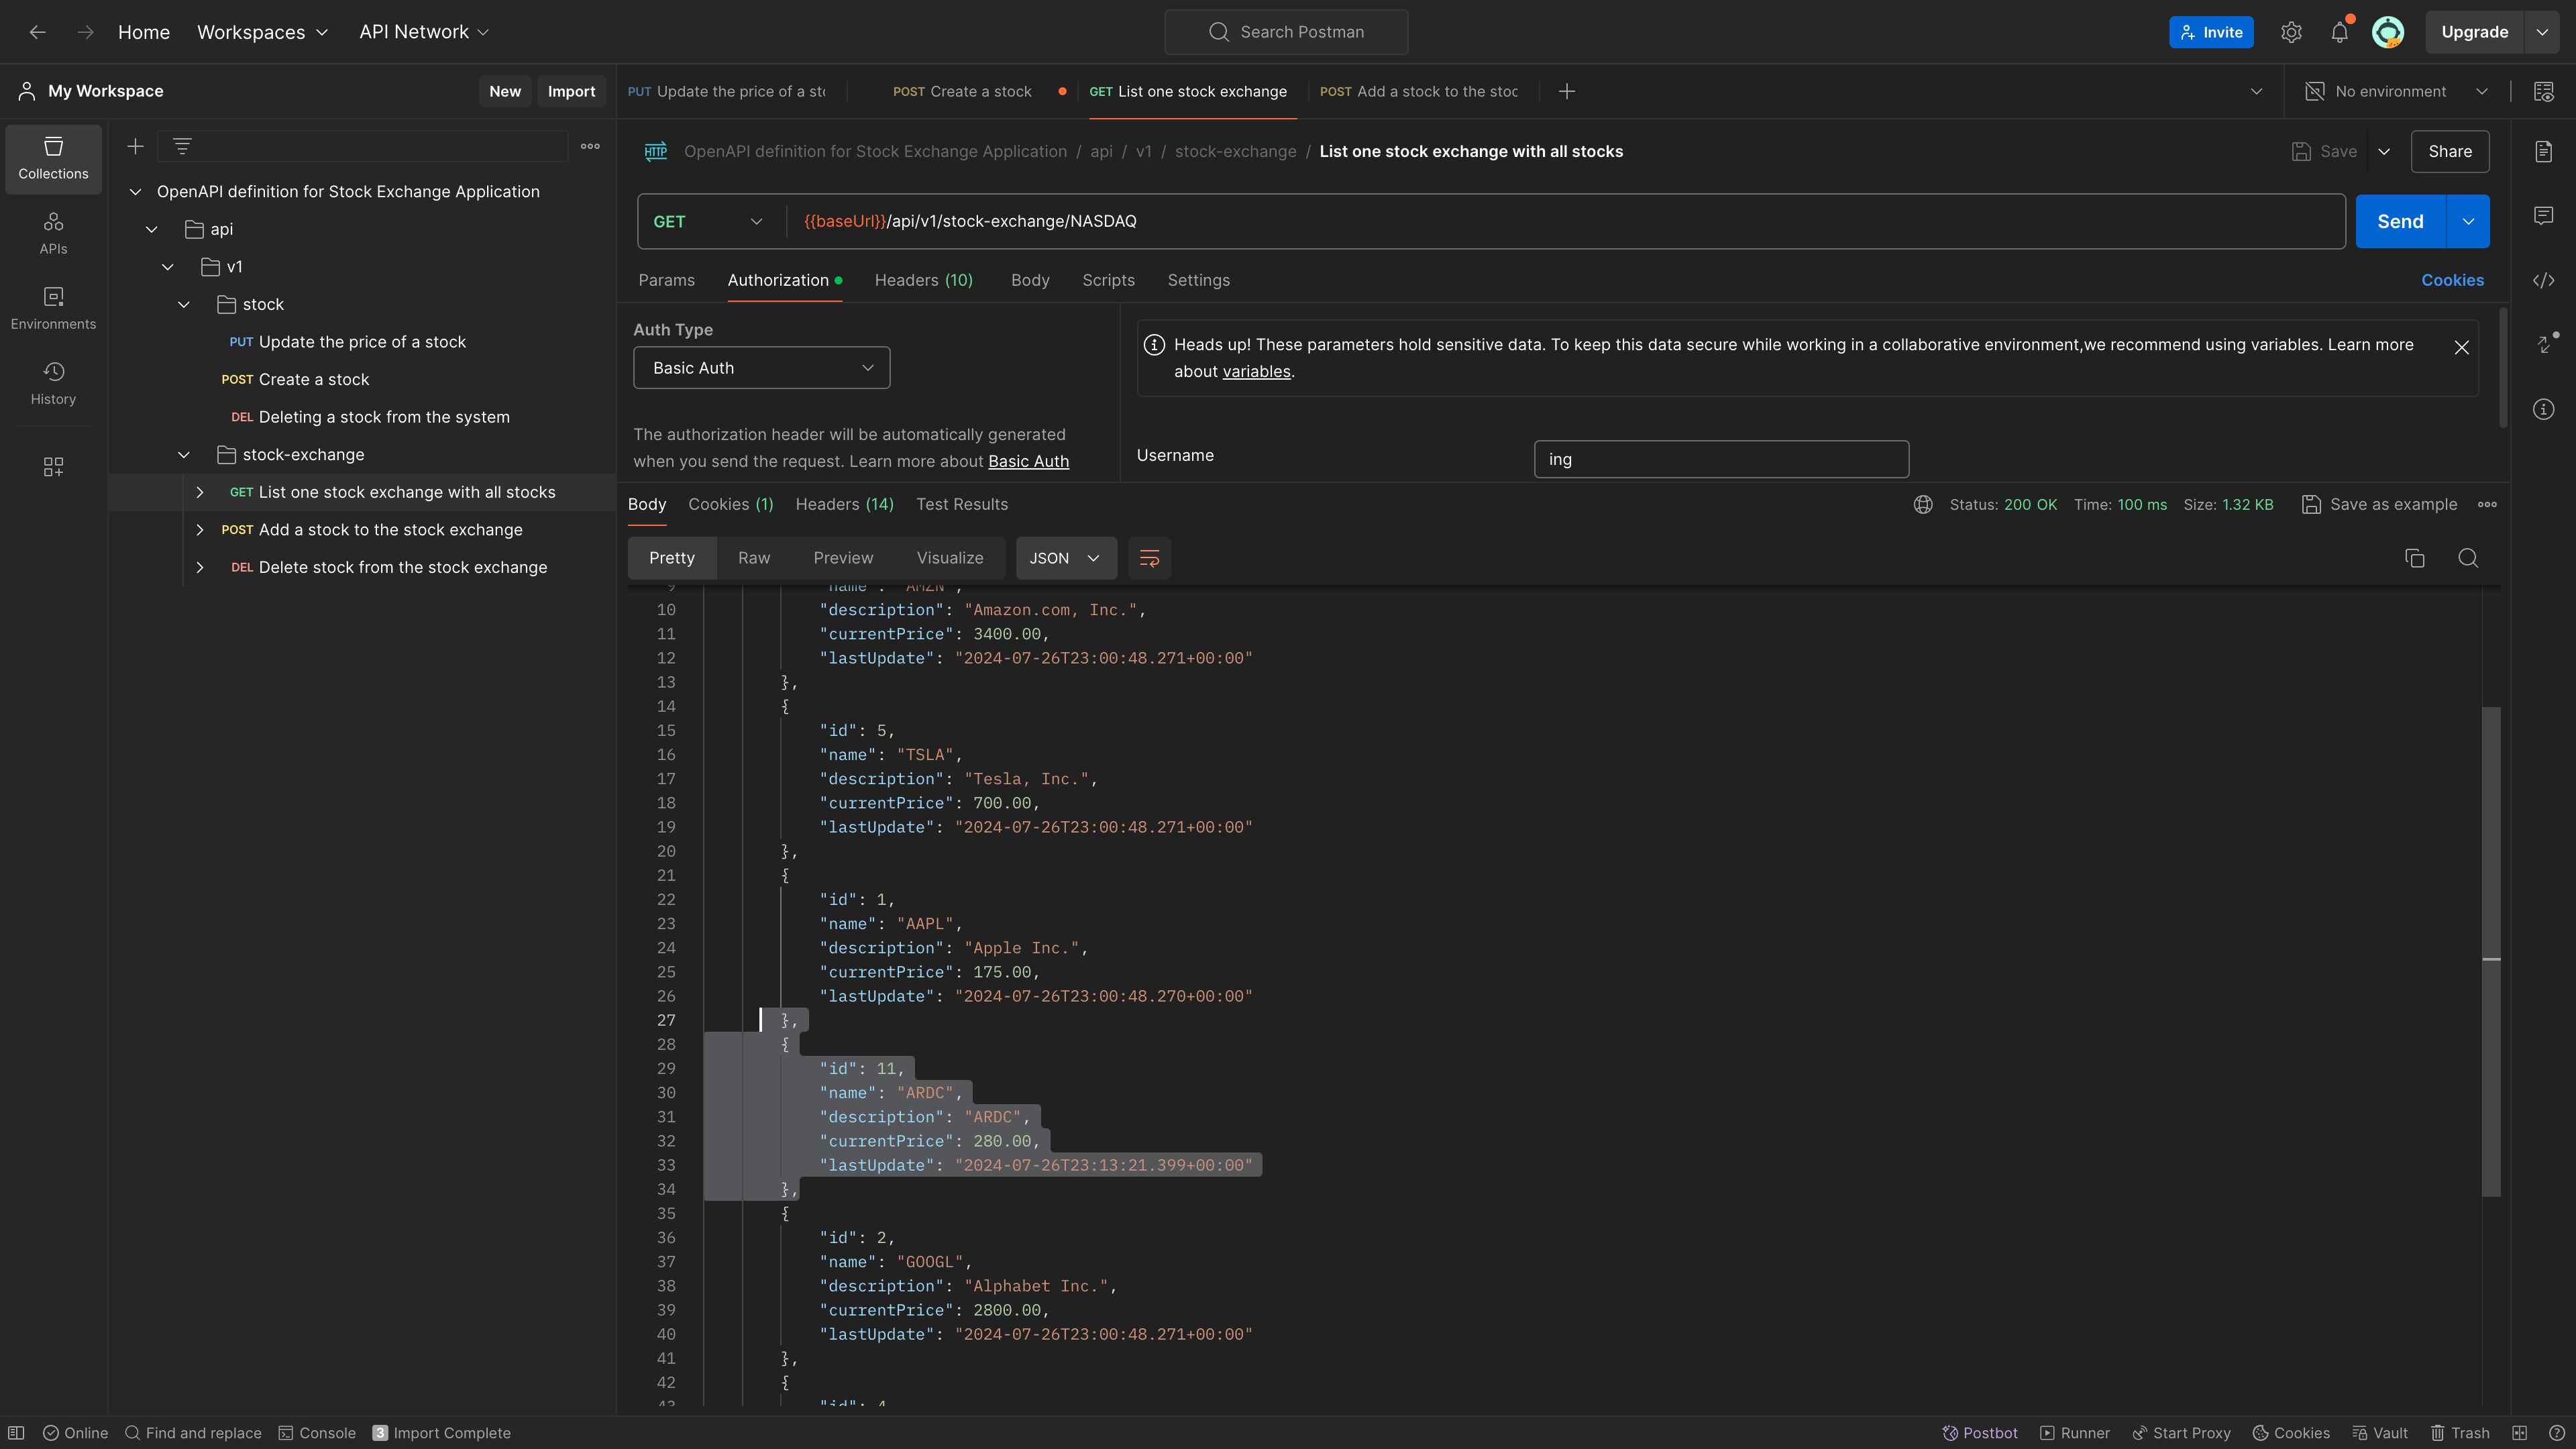 Home Workspaces API Network Search Postman Invite Upgrade
My Workspace New Import PUT Update the price of a sto POST Create a stock GET List one stock exchange POST Add a stock to the stoc No environment
Collections
APIs
Environments
History
OpenAPI definition for Stock Exchange Application
api
v1
stock
PUT Update the price of a stock
POST Create a stock
DEL Deleting a stock from the system
stock-exchange
GET List one stock exchange with all stocks
POST Add a stock to the stock exchange
DEL Delete stock from the stock exchange
HTTP OpenAPI definition for Stock Exchange Application / api / v1 / stock-exchange / List one stock exchange with all stocks Save Share
GET {{baseUrl}}/api/v1/stock-exchange/NASDAQ Send
Params Authorization Headers (10) Body Scripts Settings Cookies
Auth Type
Basic Auth
The authorization header will be automatically generated
when you send the request. Learn more about Basic Auth
Heads up! These parameters hold sensitive data. To keep this data secure while working in a collaborative environment,we recommend using variables. Learn more
about variables.
Username ing
Body Cookies (1) Headers (14) Test Results Status: 200 OK Time: 100 ms Size: 1.32 KB Save as example
Pretty Raw Preview Visualize JSON
9 "name": "AMZN",
10 "description": "Amazon.com, Inc.",
11 "currentPrice": 3400.00,
12 "lastUpdate": "2024-07-26T23:00:48.271+00:00"
13 },
14 {
15 "id": 5,
16 "name": "TSLA",
17 "description": "Tesla, Inc.",
18 "currentPrice": 700.00,
19 "lastUpdate": "2024-07-26T23:00:48.271+00:00"
20 },
21 {
22 "id": 1,
23 "name": "AAPL",
24 "description": "Apple Inc.",
25 "currentPrice": 175.00,
26 "lastUpdate": "2024-07-26T23:00:48.270+00:00"
27 },
28 {
29 "id": 11,
30 "name": "ARDC",
31 "description": "ARDC",
32 "currentPrice": 280.00,
33 "lastUpdate": "2024-07-26T23:13:21.399+00:00"
34 },
35 {
36 "id": 2,
37 "name": "GOOGL",
38 "description": "Alphabet Inc.",
39 "currentPrice": 2800.00,
40 "lastUpdate": "2024-07-26T23:00:48.271+00:00"
41 },
42 {
43 "id": 4,
Online Find and replace Console 3 Import Complete Postbot Runner Start Proxy Cookies Vault Trash